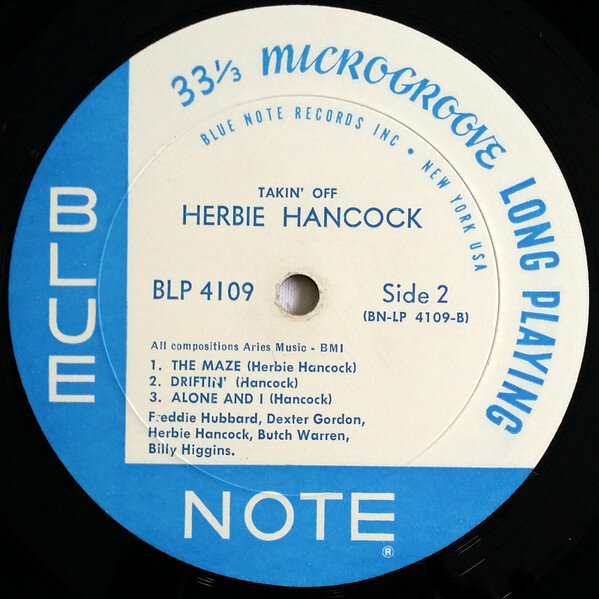 33⅓ MICROGROOVE LONG PLAYING
BLUE NOTE RECORDS INC • NEW YORK USA
TAKIN' OFF
HERBIE HANCOCK
BLP 4109
Side 2
(BN-LP 4109-B)
All compositions Aries Music - BMI
1. THE MAZE (Herbie Hancock)
2. DRIFTIN' (Hancock)
3. ALONE AND I (Hancock)
Freddie Hubbard, Dexter Gordon,
Herbie Hancock, Butch Warren,
Billy Higgins.
BLUE
NOTE®